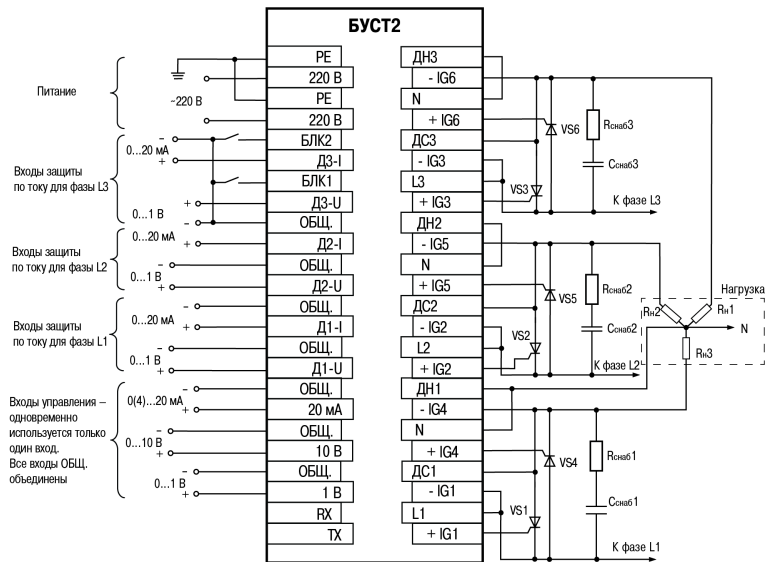 БУСТ2
Питание
~220 В
PE
220 В
PE
220 В
Входы защиты
по току для фазы L3
0...20 мА
–
+
0...1 В
+
–
БЛК2
Д3-I
БЛК1
Д3-U
ОБЩ.
Входы защиты
по току для фазы L2
0...20 мА
+
0...1 В
–
+
Д2-I
ОБЩ.
Д2-U
Входы защиты
по току для фазы L1
0...20 мА
–
+
0...1 В
–
+
ОБЩ.
Д1-I
ОБЩ.
Д1-U
Входы управления –
одновременно
используется только
один вход.
Все входы ОБЩ.
объединены
0(4)...20 мА
–
+
0...10 В
–
+
0...1 В
–
+
ОБЩ.
20 мА
ОБЩ.
10 В
ОБЩ.
1 В
RX
TX
ДН3
- IG6
N
+ IG6
ДС3
- IG3
L3
+ IG3
ДН2
- IG5
N
+ IG5
ДС2
- IG2
L2
+ IG2
ДН1
- IG4
N
+ IG4
ДС1
- IG1
L1
+ IG1
VS6
VS3
Rснаб3
Cснаб3
К фазе L3
VS5
VS2
Rснаб2
Cснаб2
К фазе L2
VS4
VS1
Rснаб1
Cснаб1
К фазе L1
Нагрузка
Rн2
Rн1
N
Rн3